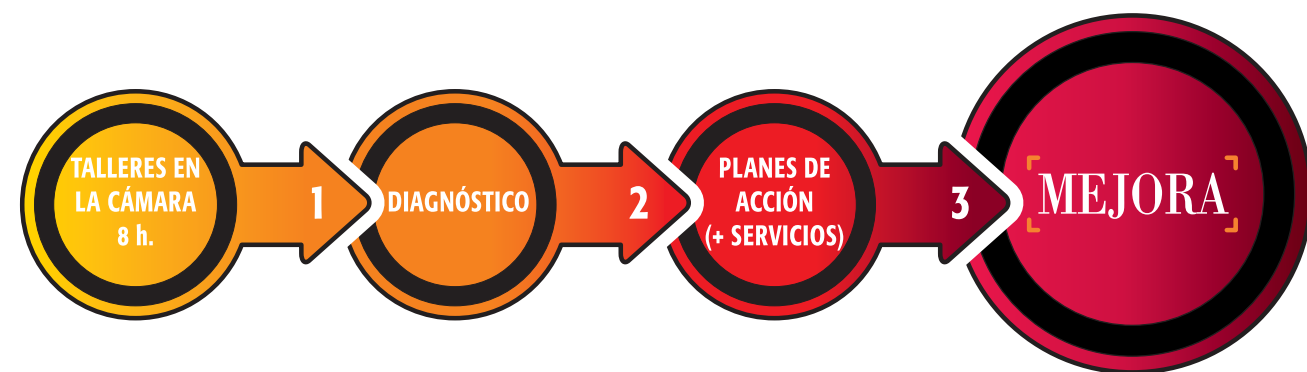 TALLERES EN
LA CÁMARA
8 h.
1
DIAGNÓSTICO
2
PLANES DE
ACCIÓN
(+ SERVICIOS)
3
MEJORA